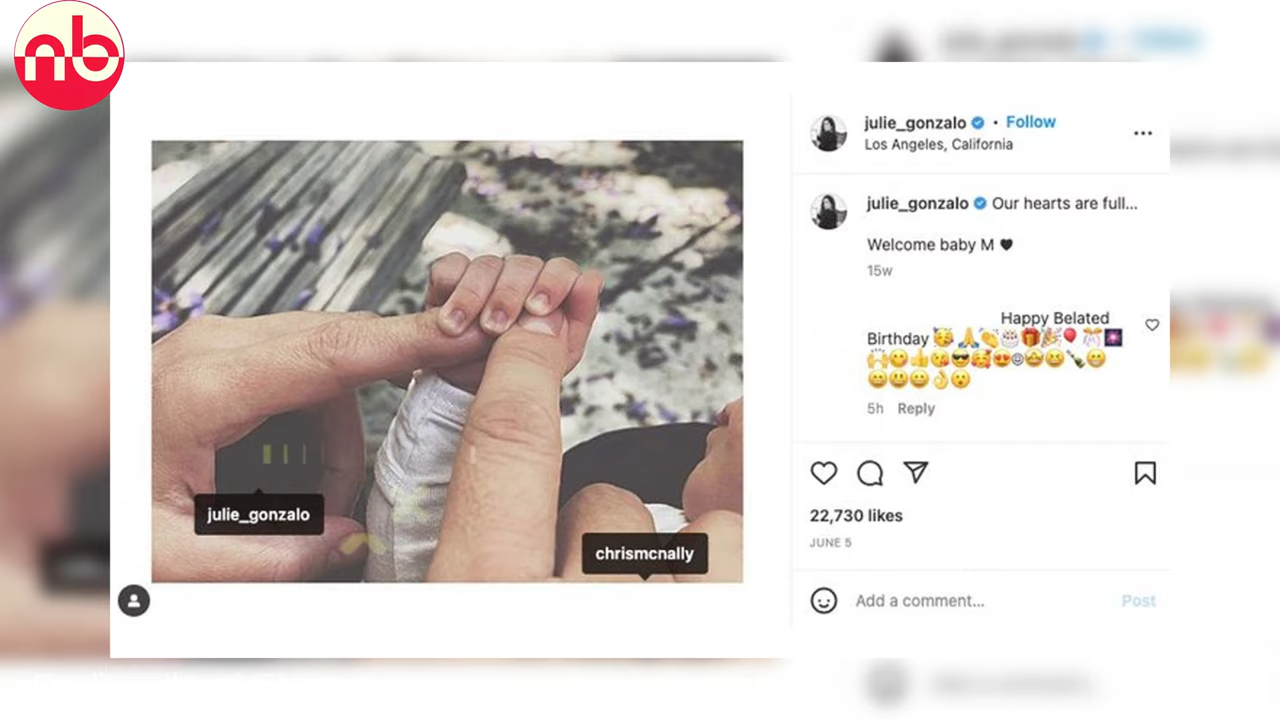 nb
julie_gonzalo • Follow
Los Angeles, California
julie_gonzalo Our hearts are full...
Welcome baby M 🖤
15w
Happy Belated
Birthday 🥳🙏👏🎂🎁🎉🎈🎊🎆
🙌😋👍😘😎🥰😍☺🤩😄🍾😀
😀😃😄👌😮
5h Reply
22,730 likes
JUNE 5
Add a comment... Post
julie_gonzalo
chrismcnally